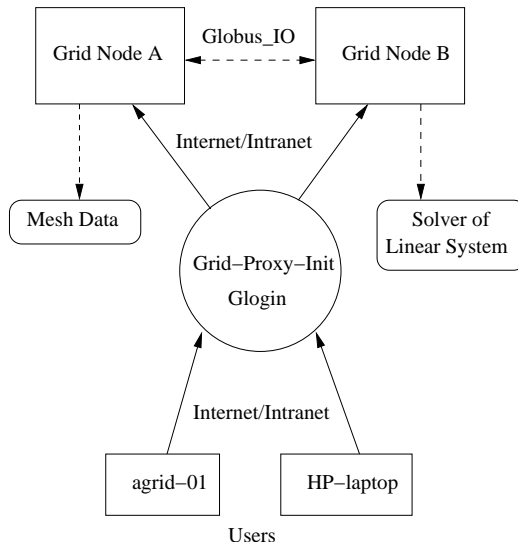 Globus_IO
Grid Node A
Grid Node B
Internet/Intranet
Mesh Data
Solver of
Linear System
Grid-Proxy-Init
Glogin
Internet/Intranet
agrid-01
HP-laptop
Users